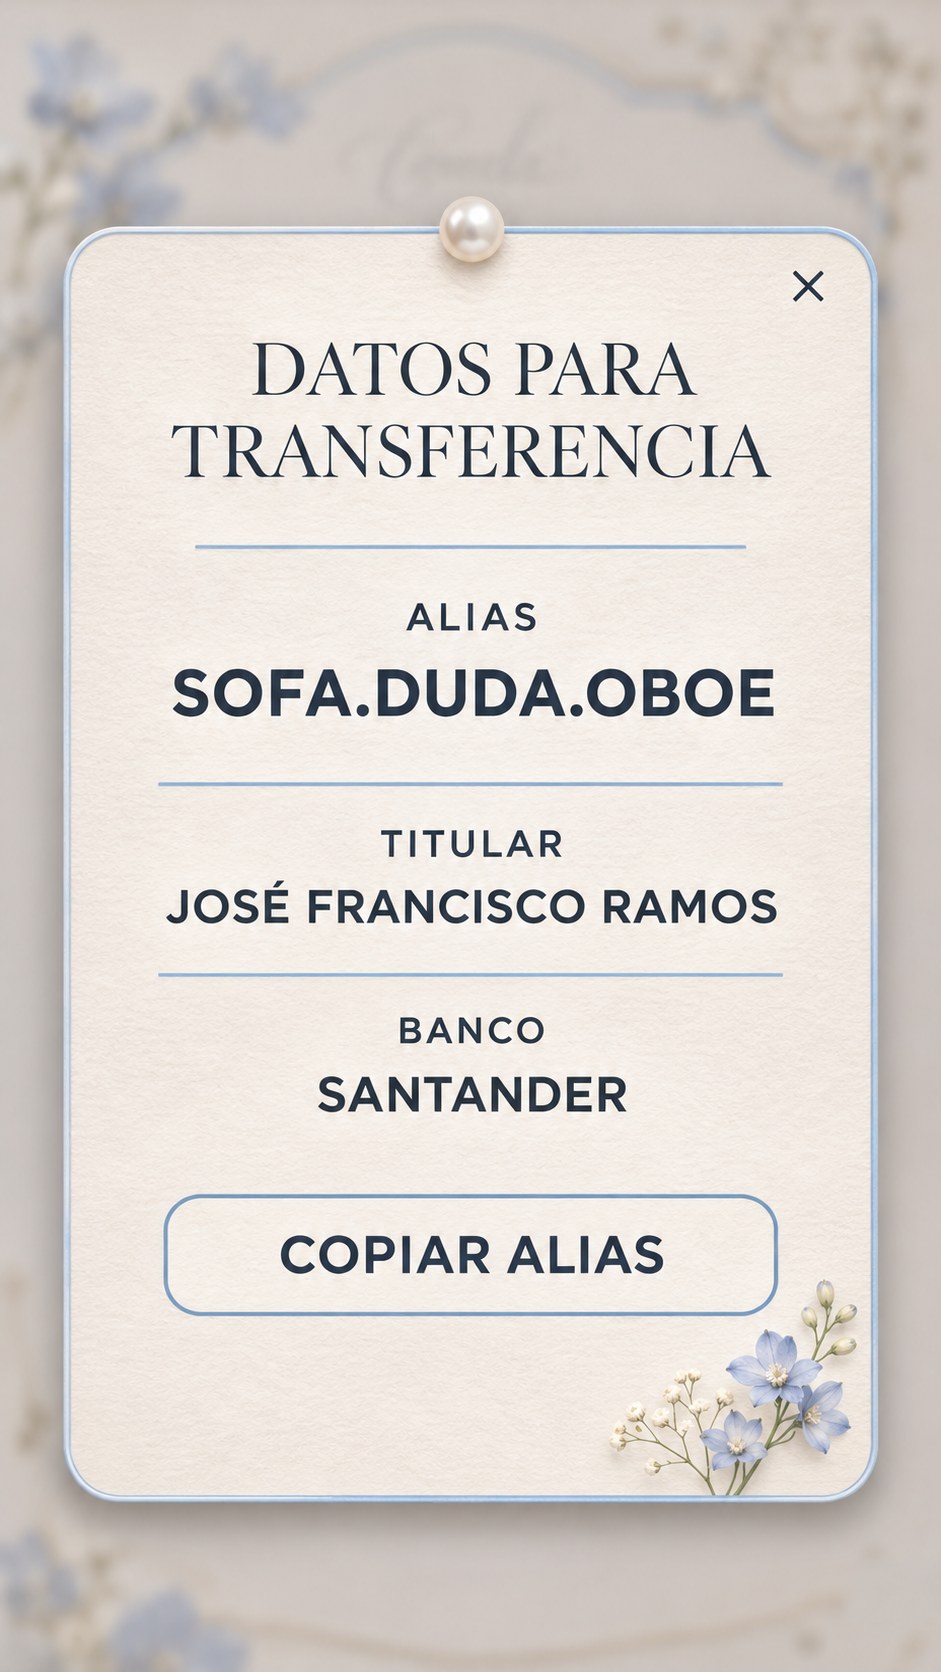 DATOS PARA
TRANSFERENCIA
ALIAS
SOFA.DUDA.OBOE
TITULAR
JOSÉ FRANCISCO RAMOS
BANCO
SANTANDER
COPIAR ALIAS